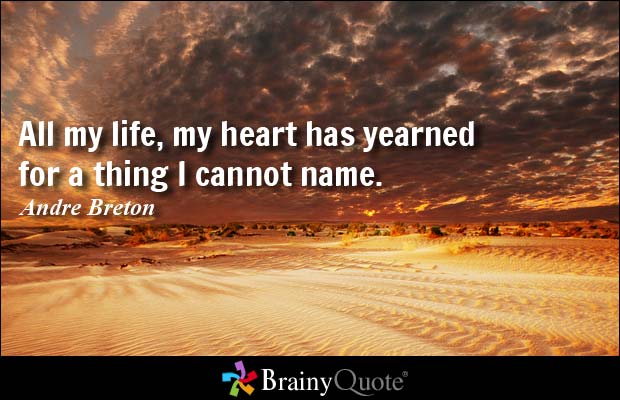 All my life, my heart has yearned
for a thing I cannot name.
Andre Breton
BrainyQuote®